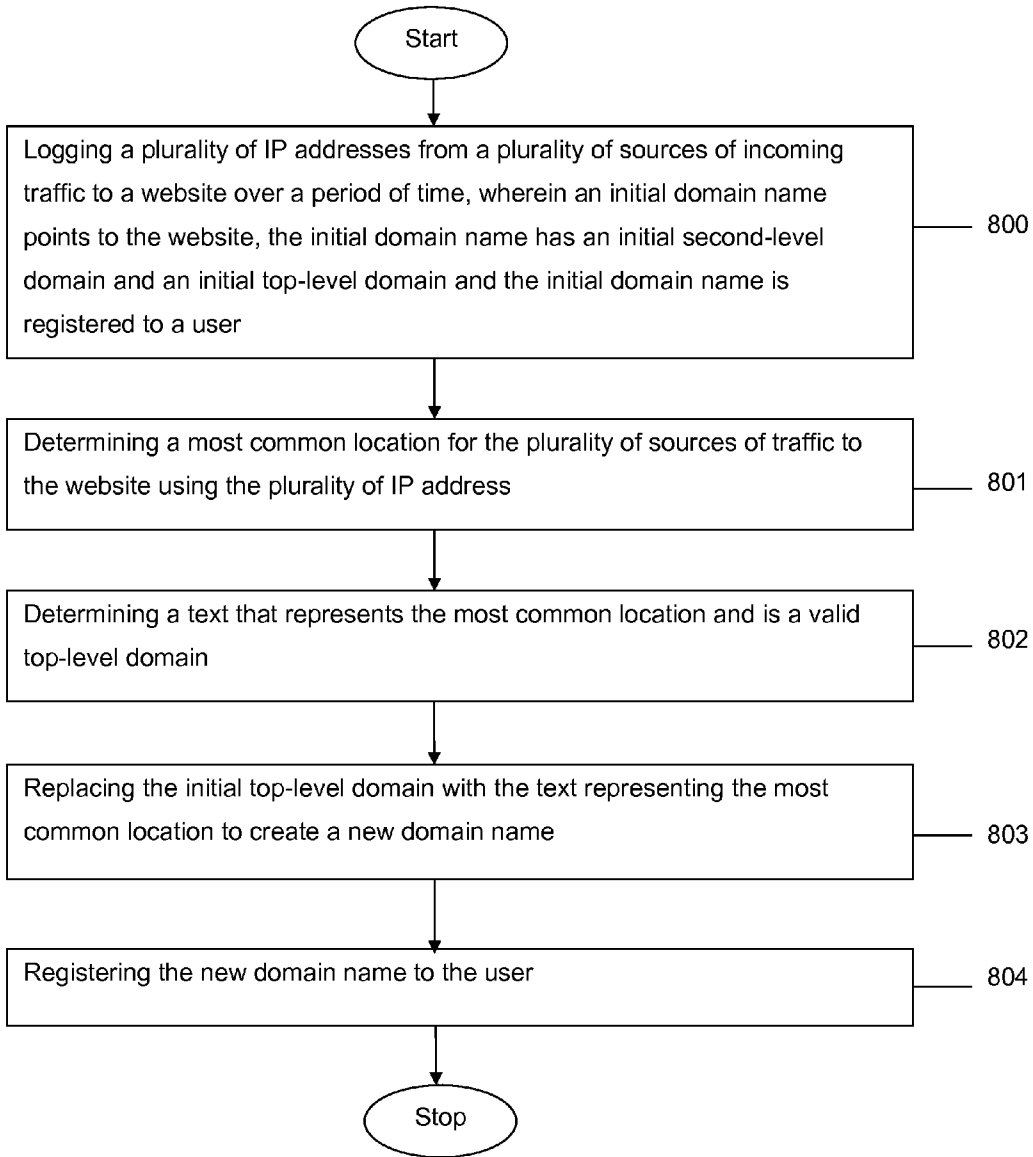 Start
Logging a plurality of IP addresses from a plurality of sources of incoming
traffic to a website over a period of time, wherein an initial domain name
points to the website, the initial domain name has an initial second-level
domain and an initial top-level domain and the initial domain name is
registered to a user
800
Determining a most common location for the plurality of sources of traffic to
the website using the plurality of IP address
801
Determining a text that represents the most common location and is a valid
top-level domain
802
Replacing the initial top-level domain with the text representing the most
common location to create a new domain name
803
Registering the new domain name to the user
804
Stop